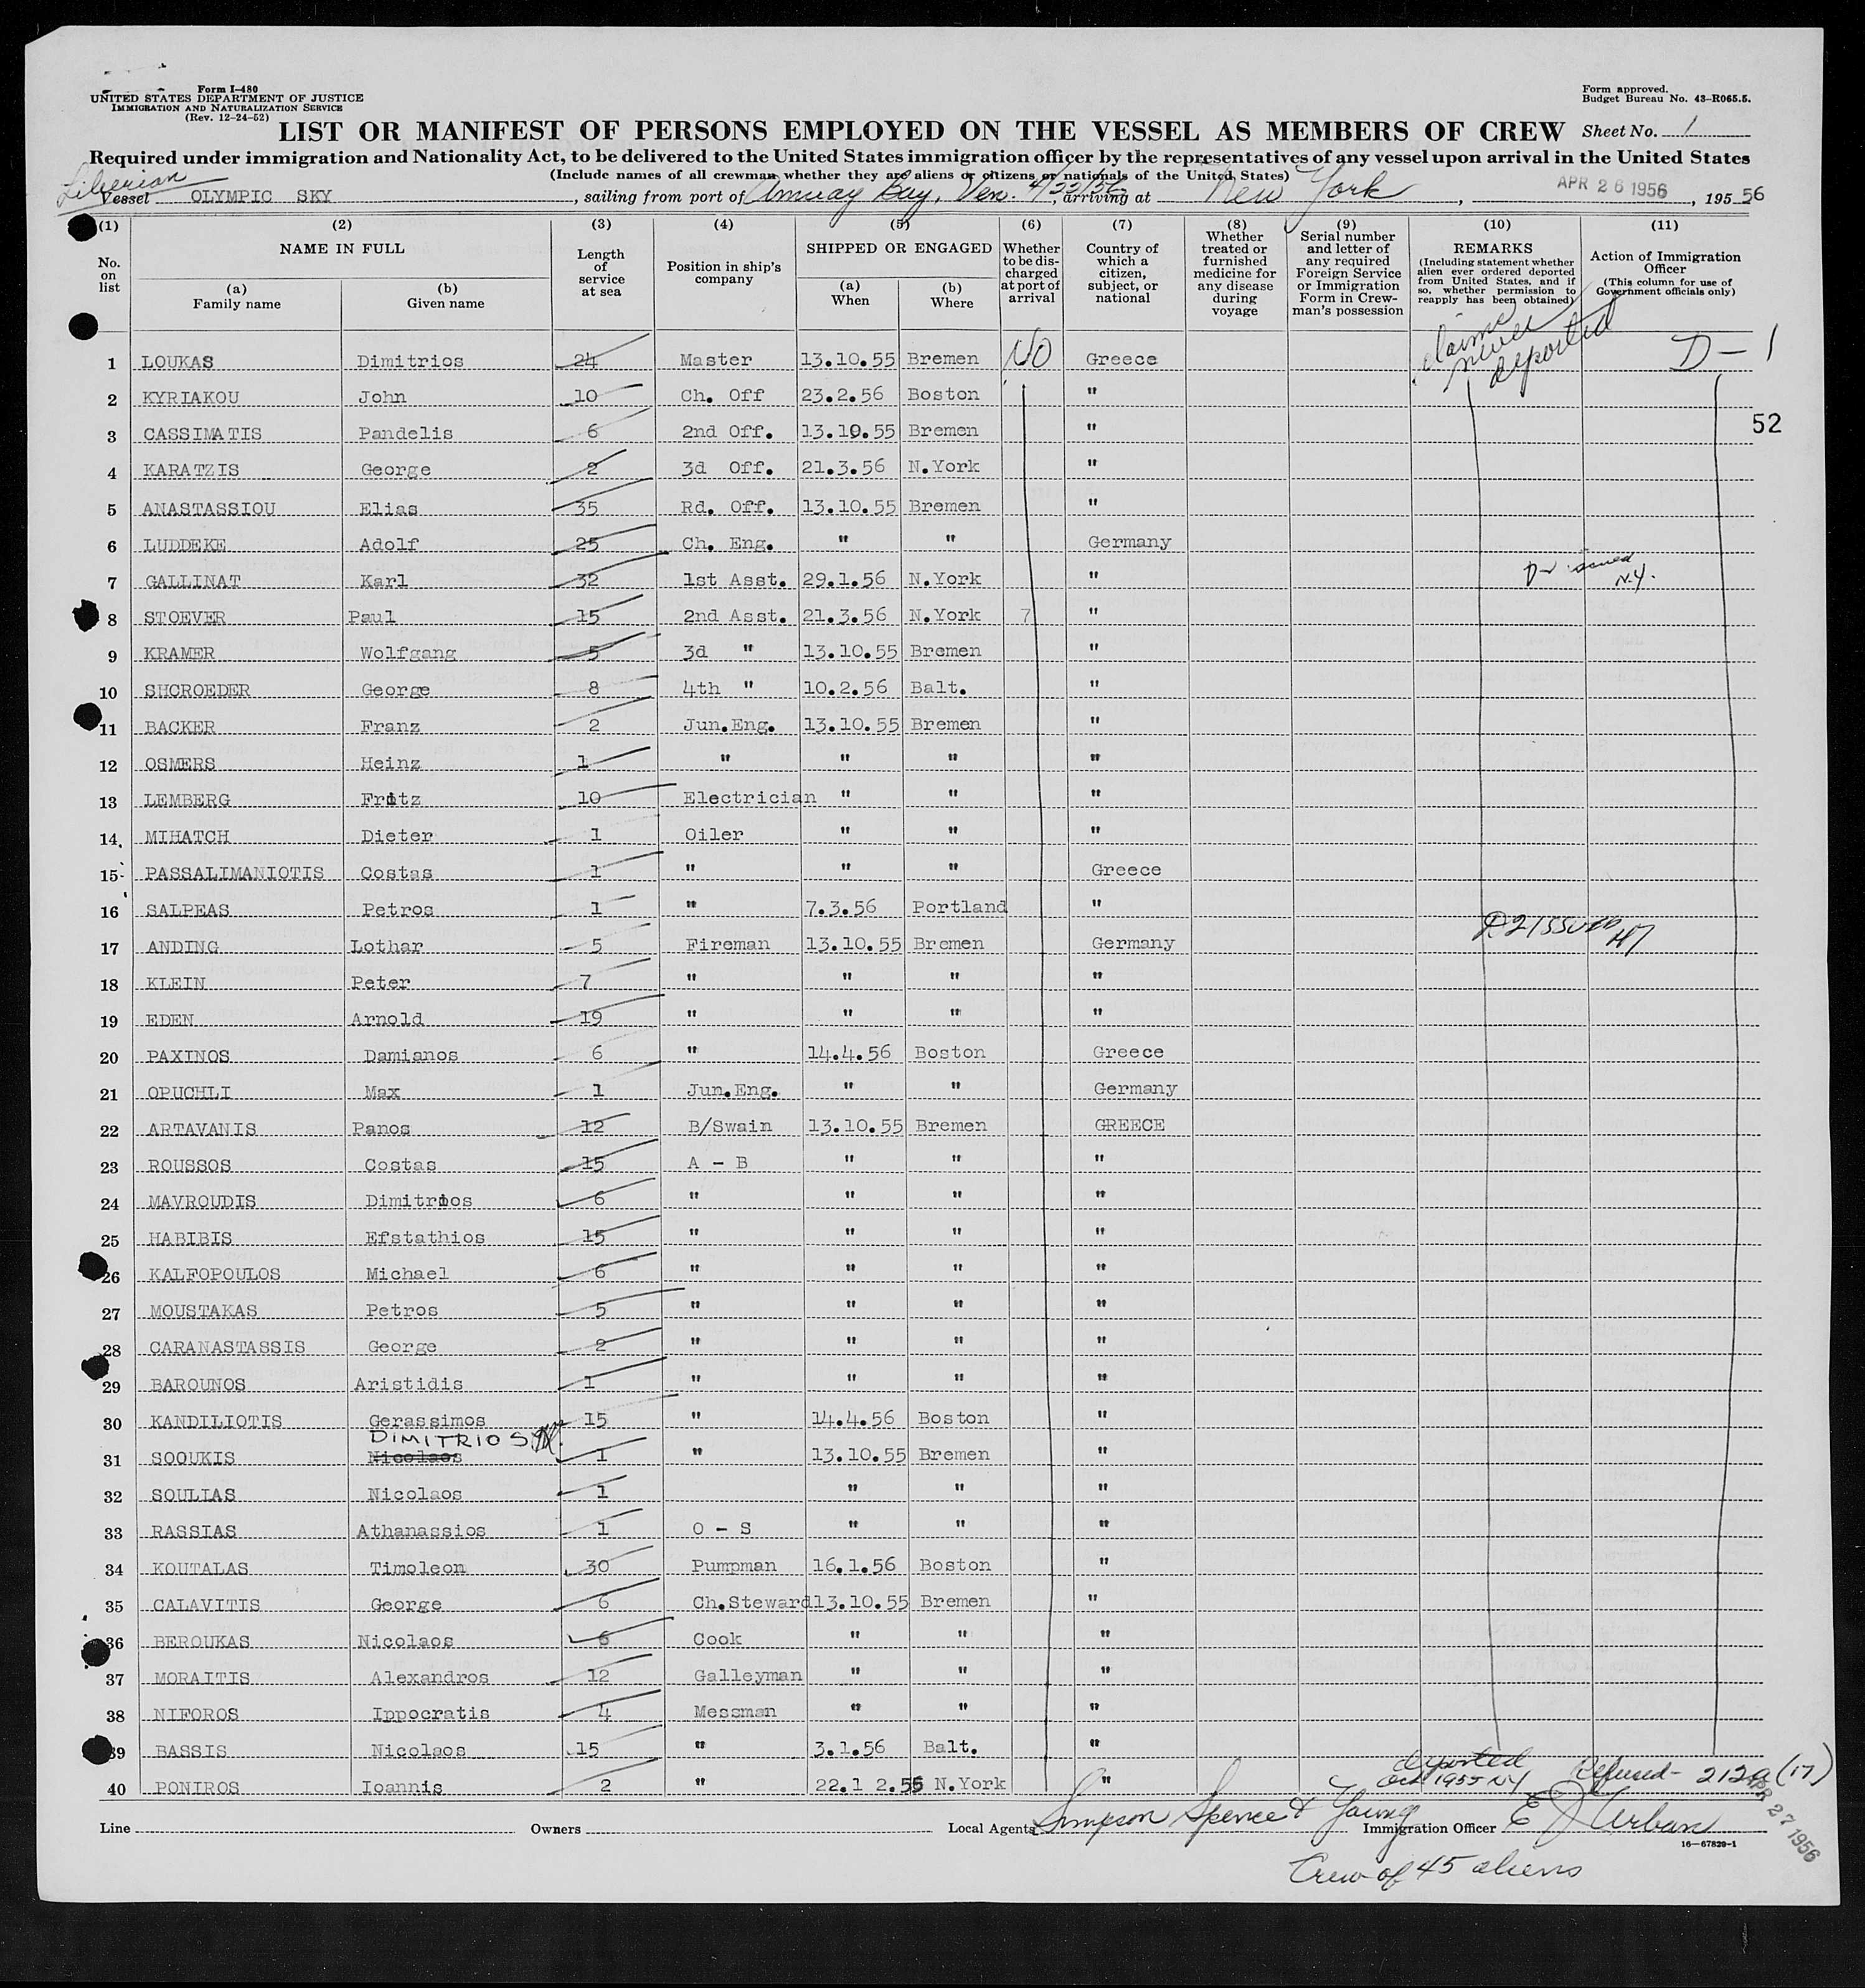 Form I-480
UNITED STATES DEPARTMENT OF JUSTICE
IMMIGRATION AND NATURALIZATION SERVICE
(Rev. 12-24-52)
Form approved.
Budget Bureau No. 43-R065.5.
LIST OR MANIFEST OF PERSONS EMPLOYED ON THE VESSEL AS MEMBERS OF CREW Sheet No. 1
Required under immigration and Nationality Act, to be delivered to the United States immigration officer by the representatives of any vessel upon arrival in the United States
(Include names of all crewman whether they are aliens or citizens or nationals of the United States)
Liberian
Vessel OLYMPIC SKY, sailing from port of Amuay Bay, Ven. 4/22/56, arriving at New York, APR 26 1956, 195 56
(1) (2) (3) (4) (5) (6) (7) (8) (9) (10) (11)
No. on list
NAME IN FULL
(a) Family name
(b) Given name
Length of service at sea
Position in ship's company
SHIPPED OR ENGAGED
(a) When
(b) Where
Whether to be discharged at port of arrival
Country of which a citizen, subject, or national
Whether treated or furnished medicine for any disease during voyage
Serial number and letter of any required Foreign Service or Immigration Form in Crewman's possession
REMARKS
(Including statement whether alien ever ordered deported from United States, and if so, whether permission to reapply has been obtained)
Action of Immigration Officer
(This column for use of Government officials only)
claims never deported
1 LOUKAS Dimitrios 24 Master 13.10.55 Bremen NO Greece D-1
2 KYRIAKOU John 10 Ch. Off 23.2.56 Boston "
52
3 CASSIMATIS Pandelis 6 2nd Off. 13.10.55 Bremen "
4 KARATZIS George 2 3d Off. 21.3.56 N.York "
5 ANASTASSIOU Elias 35 Rd. Off. 13.10.55 Bremen "
6 LUDDEKE Adolf 25 Ch. Eng. " " Germany
7 GALLINAT Karl 32 1st Asst. 29.1.56 N.York " issued N.Y.
8 STOEVER Paul 15 2nd Asst. 21.3.56 N.York 7 "
9 KRAMER Wolfgang 5 3d " 13.10.55 Bremen "
10 SHCROEDER George 8 4th " 10.2.56 Balt. "
11 BACKER Franz 2 Jun.Eng. 13.10.55 Bremen "
12 OSMERS Heinz 1 " " " "
13 LEMBERG Fritz 10 Electrician " " "
14 MIHATCH Dieter 1 Oiler " " "
15 PASSALIMANIOTIS Costas 1 " " " Greece
16 SALPEAS Petros 1 " 7.3.56 Portland "
17 ANDING Lothar 5 Fireman 13.10.55 Bremen Germany D2 ISSUED NY
18 KLEIN Peter 7 " " " "
19 EDEN Arnold 19 " " " "
20 PAXINOS Damianos 6 " 14.4.56 Boston Greece
21 OPUCHLI Max 1 Jun.Eng. " " Germany
22 ARTAVANIS Panos 12 B/Swain 13.10.55 Bremen GREECE
23 ROUSSOS Costas 15 A - B " " "
24 MAVROUDIS Dimitrios 6 " " " "
25 HABIBIS Efstathios 15 " " " "
26 KALFOPOULOS Michael 6 " " " "
27 MOUSTAKAS Petros 5 " " " "
28 CARANASTASSIS George 2 " " " "
29 BAROUNOS Aristidis 1 " " " "
30 KANDILIOTIS Gerassimos 15 " 14.4.56 Boston "
DIMITRIOS
31 SOOUKIS Nicolaos 1 " 13.10.55 Bremen "
32 SOULIAS Nicolaos 1 " " "
33 RASSIAS Athanassios 1 O - S " " "
34 KOUTALAS Timoleon 30 Pumpman 16.1.56 Boston "
35 CALAVITIS George 6 Ch.Steward 13.10.55 Bremen "
36 BEROUKAS Nicolaos 6 Cook " " "
37 MORAITIS Alexandros 12 Galleyman " " "
38 NIFOROS Ippocratis 4 Messman " " "
39 BASSIS Nicolaos 15 " 3.1.56 Balt. "
40 PONIROS Ioannis 2 " 22.1 2.55 N.York " deported Oct 1955 NY Refused - 212a (17)
Line Owners Local Agents Simpson Spence & Young Immigration Officer E J Urban
APR 27 1956
16-67829-1
Crew of 45 aliens